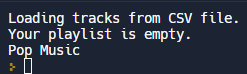 Loading tracks from CSV file.
Your playlist is empty.
Pop Music
>